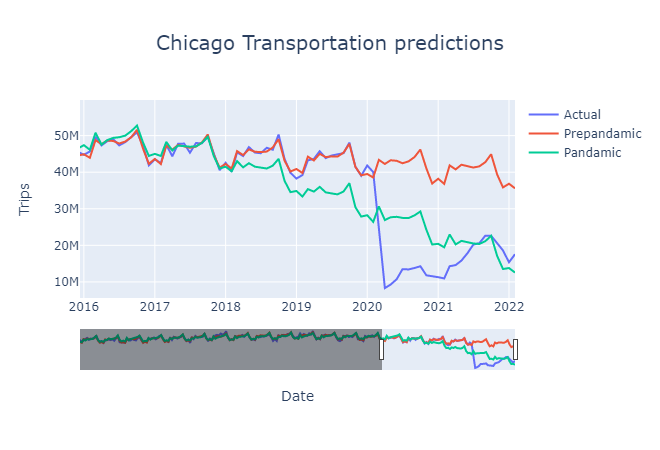 Chicago Transportation predictions
Actual
Prepandamic
Pandamic
Trips
50M
40M
30M
20M
10M
2016 2017 2018 2019 2020 2021 2022
Date